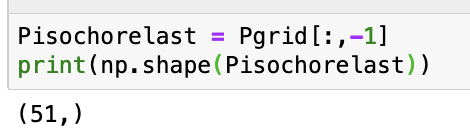 Pisochorelast = Pgrid[:,-1]
print(np.shape(Pisochorelast))
(51,)